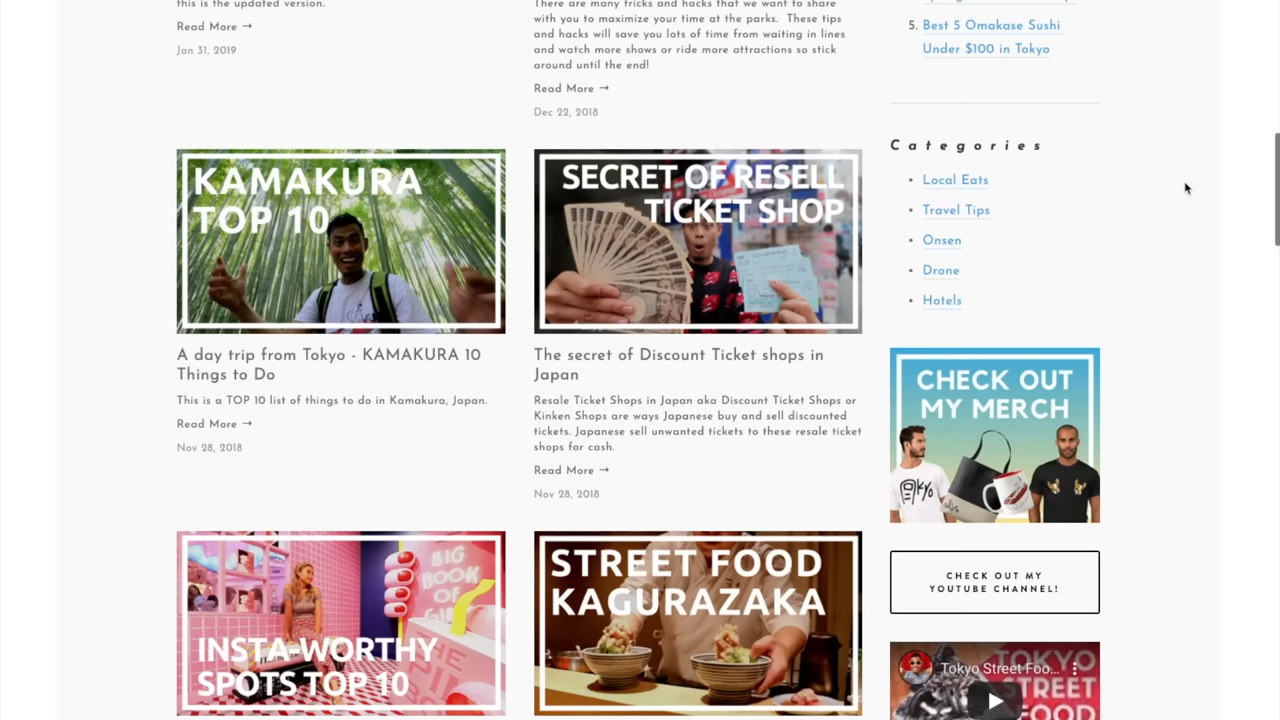 this is the updated version.
Read More →
Jan 31, 2019
There are many tricks and hacks that we want to share
with you to maximize your time at the parks. These tips
and hacks will save you lots of time from waiting in lines
and watch more shows or ride more attractions so stick
around until the end!
Read More →
Dec 22, 2018
KAMAKURA
TOP 10
A day trip from Tokyo - KAMAKURA 10
Things to Do
This is a TOP 10 list of things to do in Kamakura, Japan.
Read More →
Nov 28, 2018
SECRET OF RESELL
TICKET SHOP
The secret of Discount Ticket shops in
Japan
Resale Ticket Shops in Japan aka Discount Ticket Shops or
Kinken Shops are ways Japanese buy and sell discounted
tickets. Japanese sell unwanted tickets to these resale ticket
shops for cash.
Read More →
Nov 28, 2018
BIG
BOOK
OF
INSTA-WORTHY
SPOTS TOP 10
STREET FOOD
KAGURAZAKA
5. Best 5 Omakase Sushi
Under $100 in Tokyo
Categories
• Local Eats
• Travel Tips
• Onsen
• Drone
• Hotels
CHECK OUT
MY MERCH
CHECK OUT MY
YOUTUBE CHANNEL!
Tokyo Street Foo...
TOKYO
STREET
FOOD